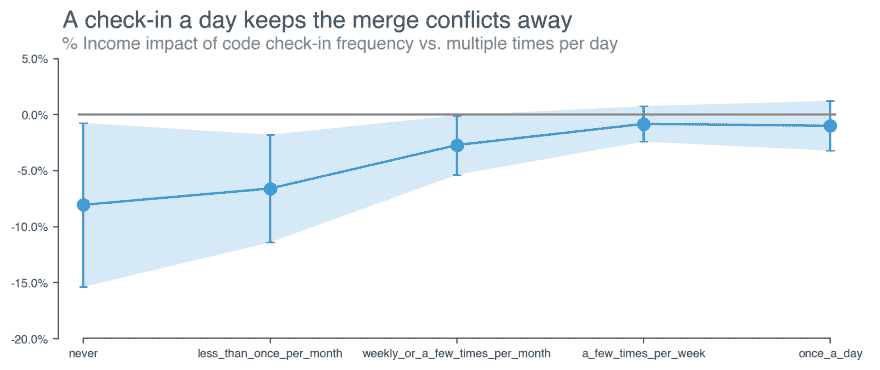 A check-in a day keeps the merge conflicts away
% Income impact of code check-in frequency vs. multiple times per day
5.0%
0.0%
-5.0%
-10.0%
-15.0%
-20.0%
never less_than_once_per_month weekly_or_a_few_times_per_month a_few_times_per_week once_a_day